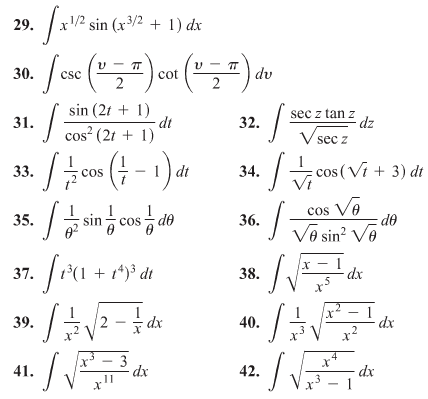 29. ∫ x^{1/2} sin (x^{3/2} + 1) dx
30. ∫ csc ((υ − π)/2) cot ((υ − π)/2) dυ
31. ∫ sin (2t + 1)/cos² (2t + 1) dt 32. ∫ sec z tan z/√(sec z) dz
33. ∫ 1/t² cos (1/t − 1) dt 34. ∫ 1/√t cos (√t + 3) dt
35. ∫ 1/θ² sin 1/θ cos 1/θ dθ 36. ∫ cos √θ/(√θ sin² √θ) dθ
37. ∫ t³(1 + t⁴)³ dt 38. ∫ √((x − 1)/x⁵) dx
39. ∫ 1/x² √(2 − 1/x) dx 40. ∫ 1/x³ √((x² − 1)/x²) dx
41. ∫ √((x³ − 3)/x¹¹) dx 42. ∫ √(x⁴/(x³ − 1)) dx